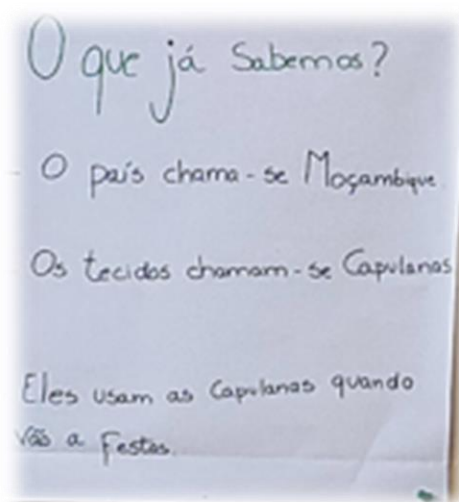 O que já Sabemos?
O país chama-se Moçambique
Os tecidos chamam-se Capulanas
Eles usam as Capulanas quando
vão a Festas.